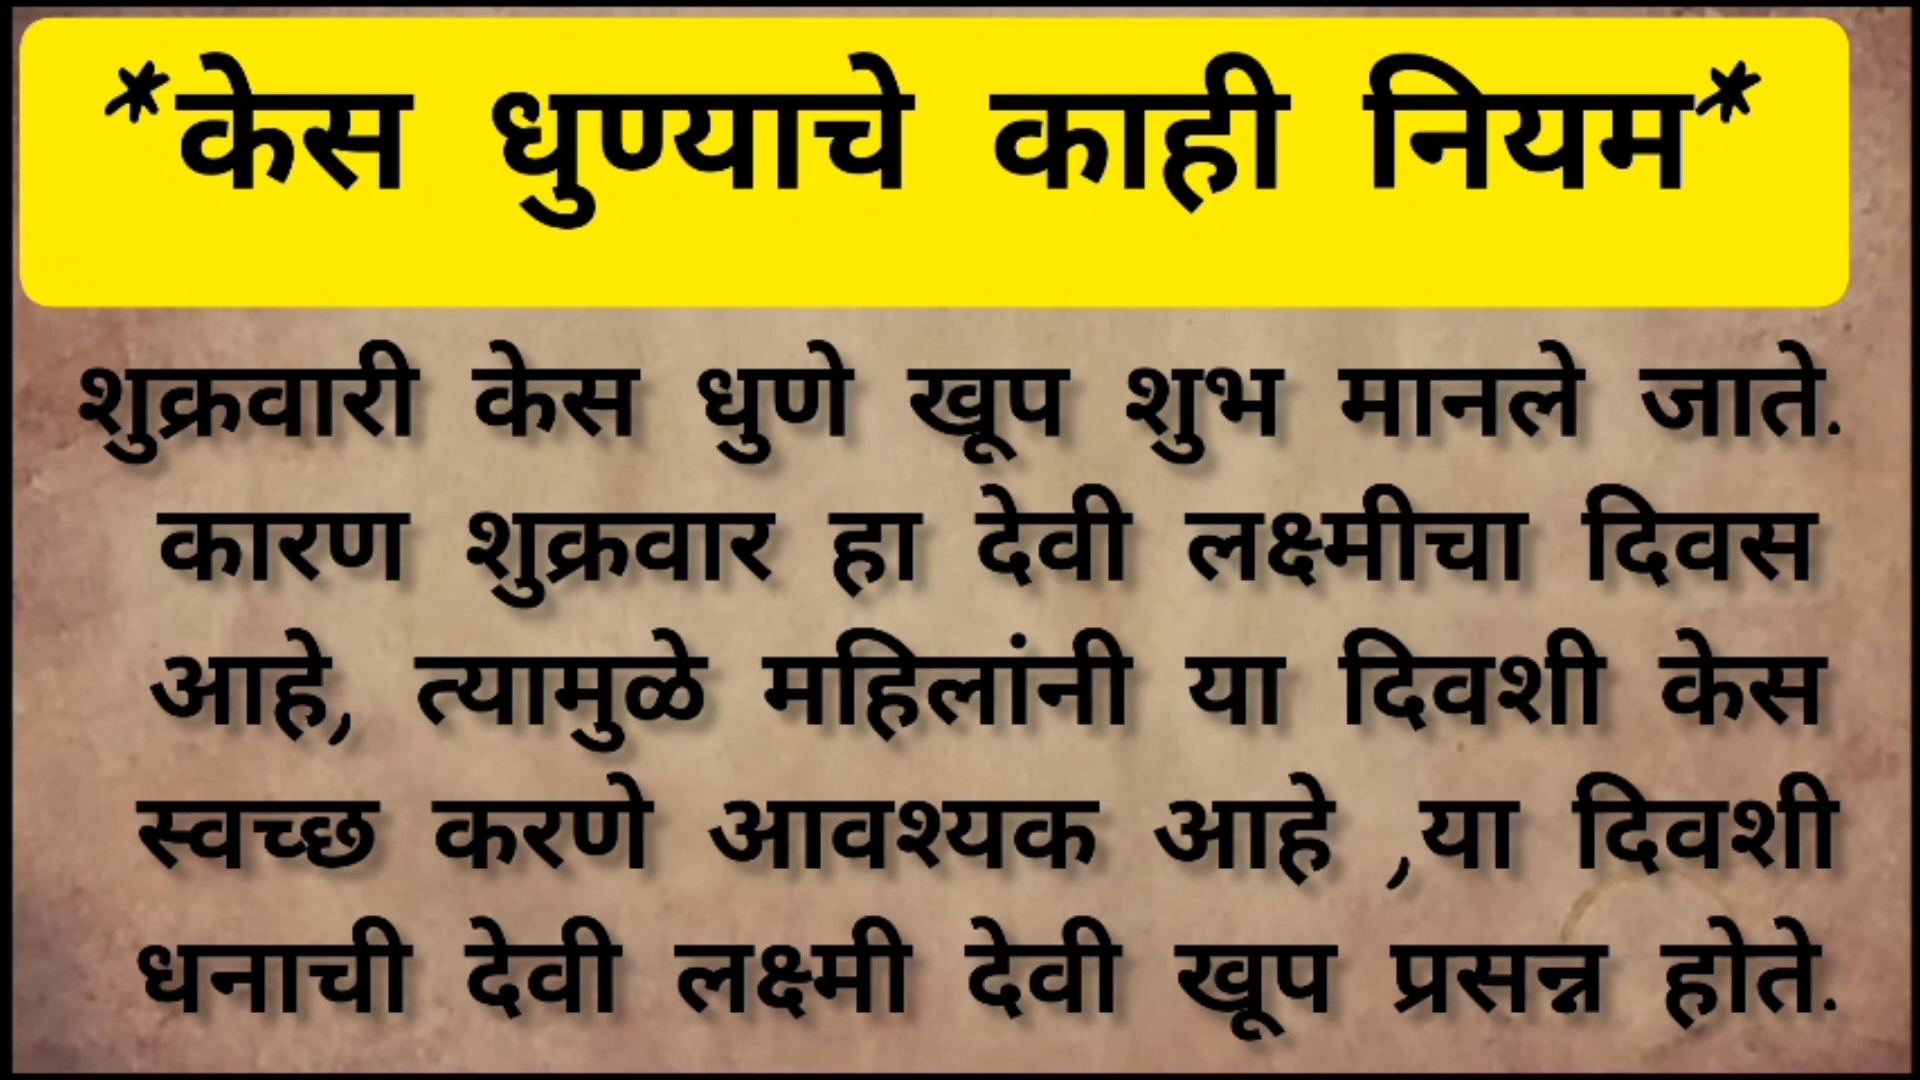 *केस धुण्याचे काही नियम*
शुक्रवारी केस धुणे खूप शुभ मानले जाते.
कारण शुक्रवार हा देवी लक्ष्मीचा दिवस
आहे, त्यामुळे महिलांनी या दिवशी केस
स्वच्छ करणे आवश्यक आहे ,या दिवशी
धनाची देवी लक्ष्मी देवी खूप प्रसन्न होते.